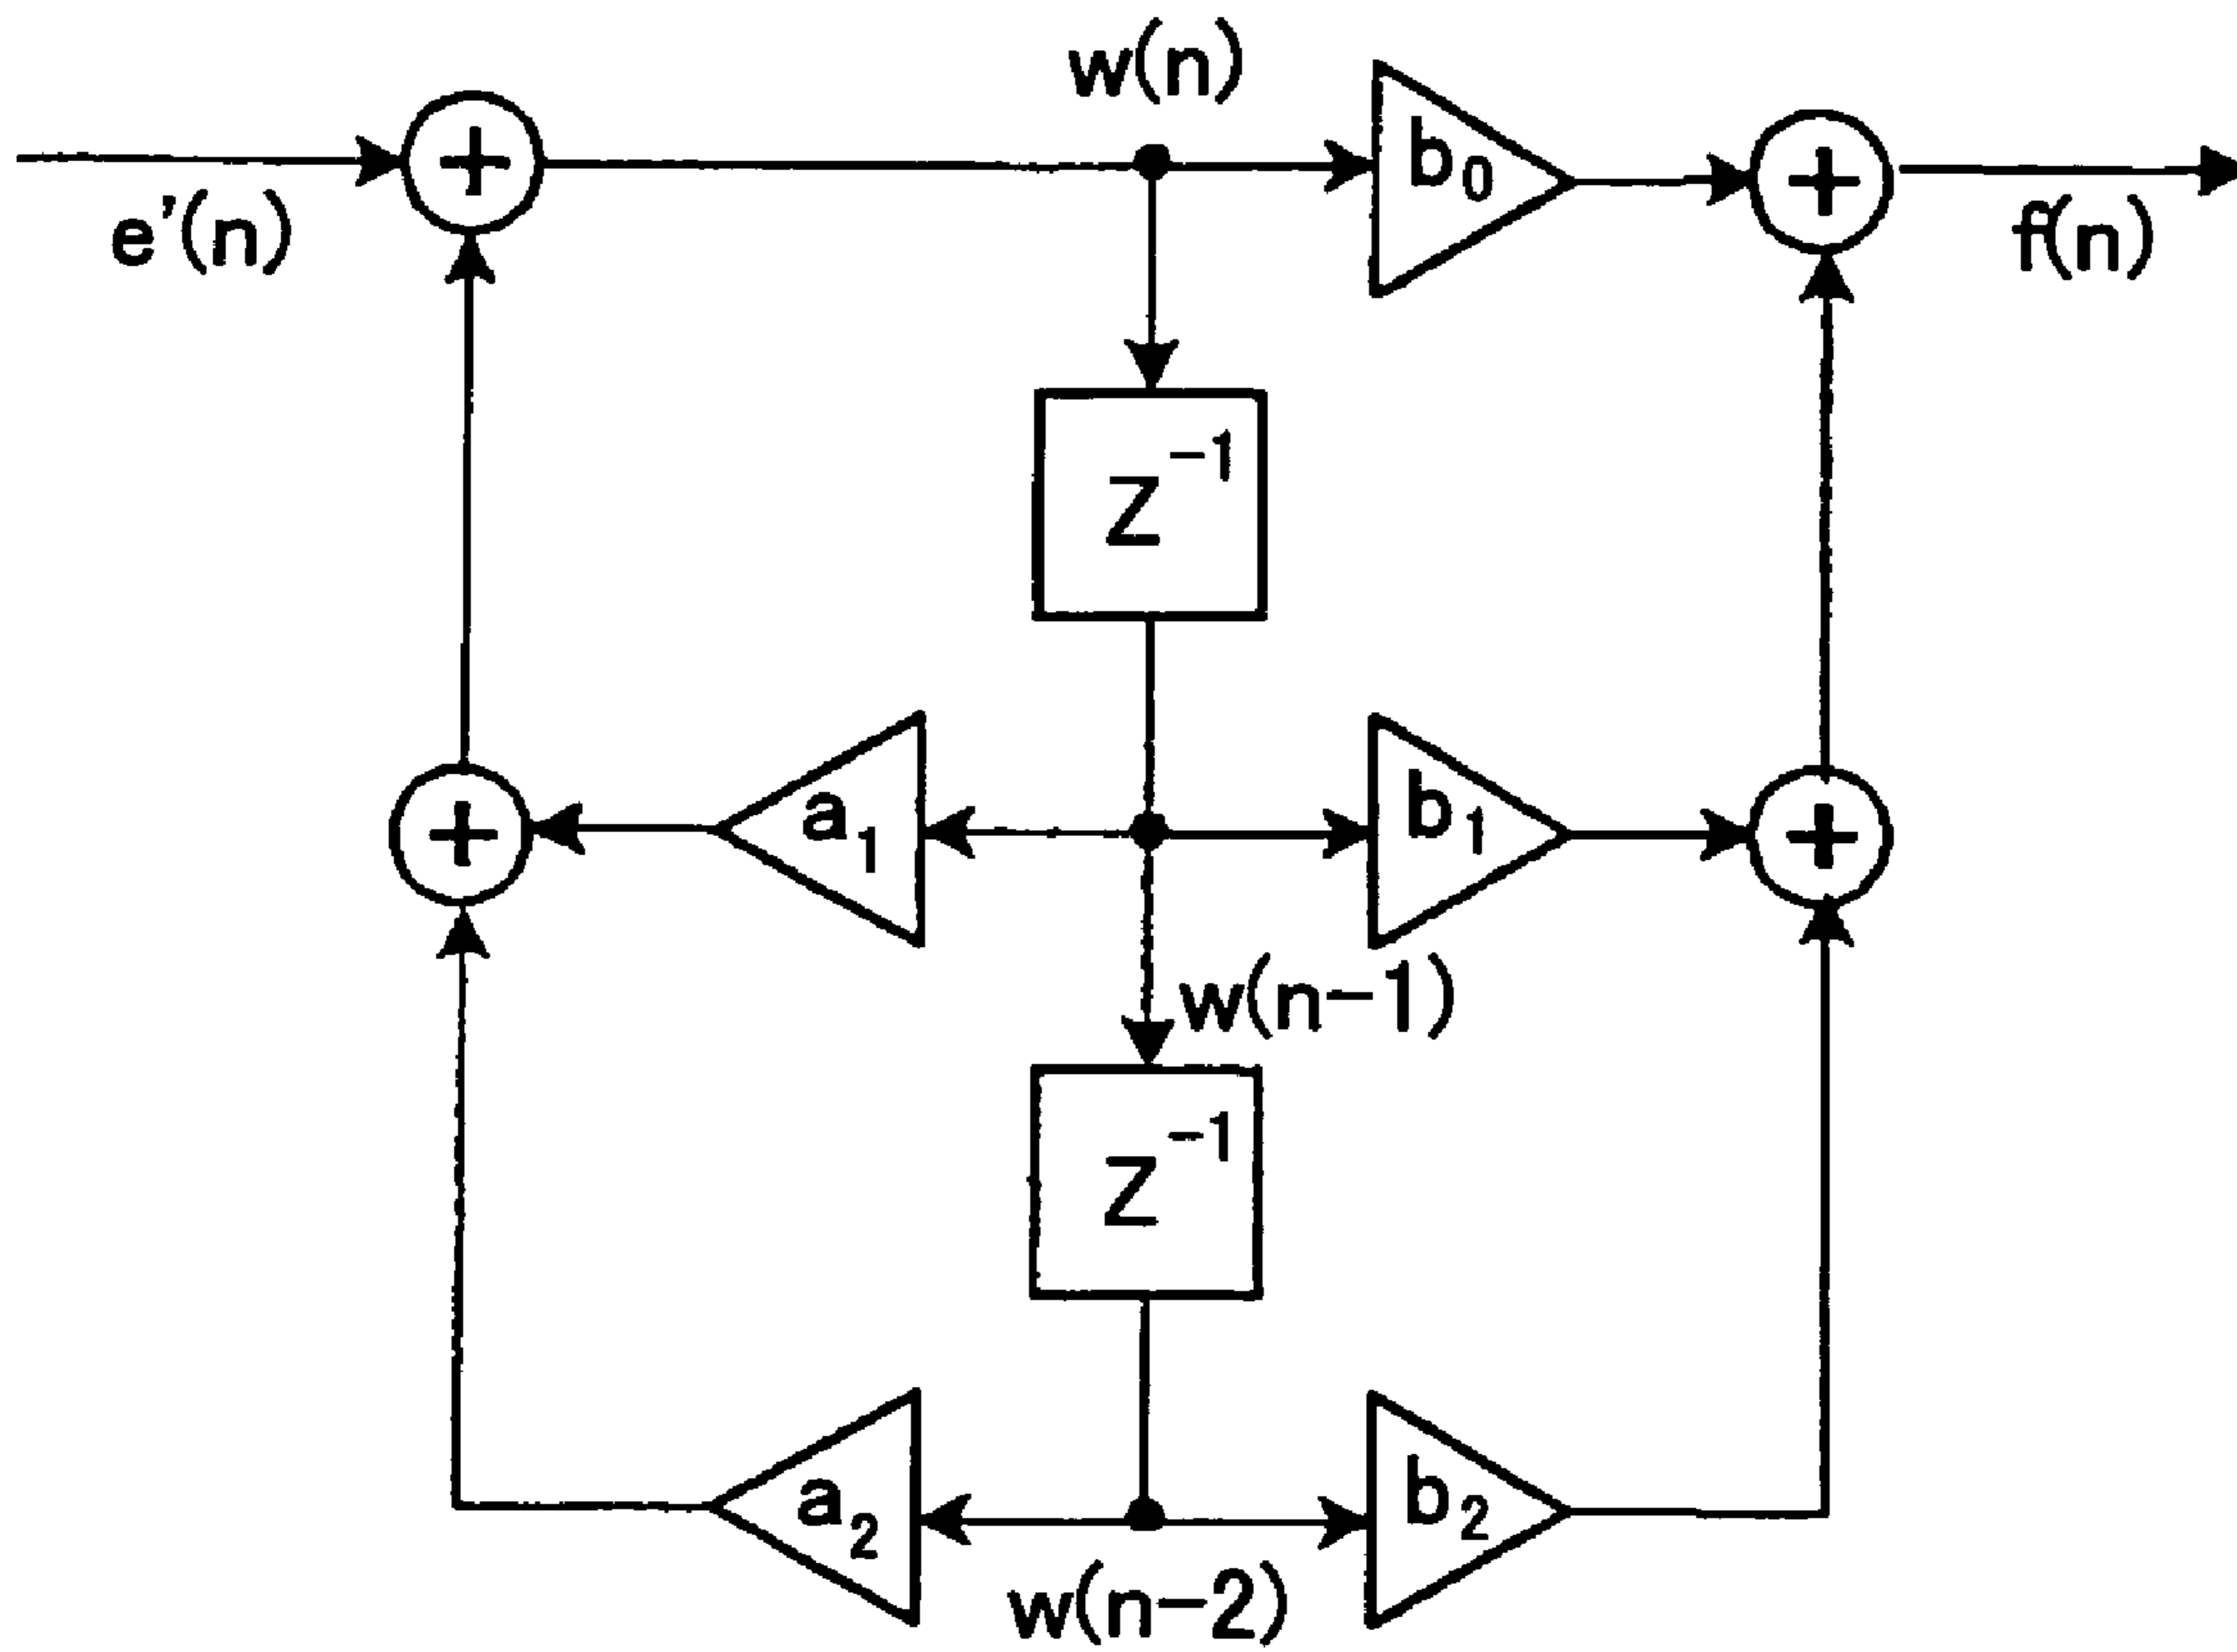 w(n)
+
b0
+
e'(n)
f(n)
Z-1
+
a1
b1
+
w(n-1)
Z-1
a2
b2
w(n-2)